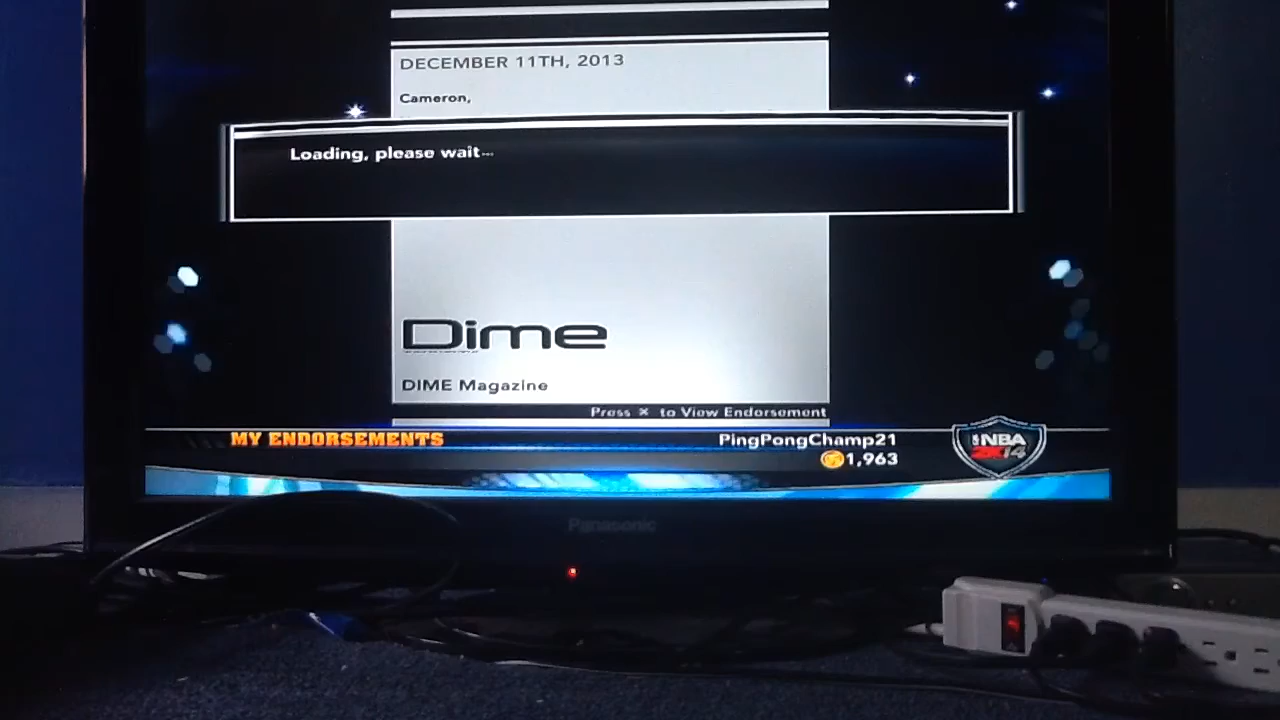 DECEMBER 11TH, 2013
Cameron,
Loading, please wait...
Dime
DIME Magazine
Press × to View Endorsement
MY ENDORSEMENTS
PingPongChamp21
1,963
NBA
2K14
Panasonic